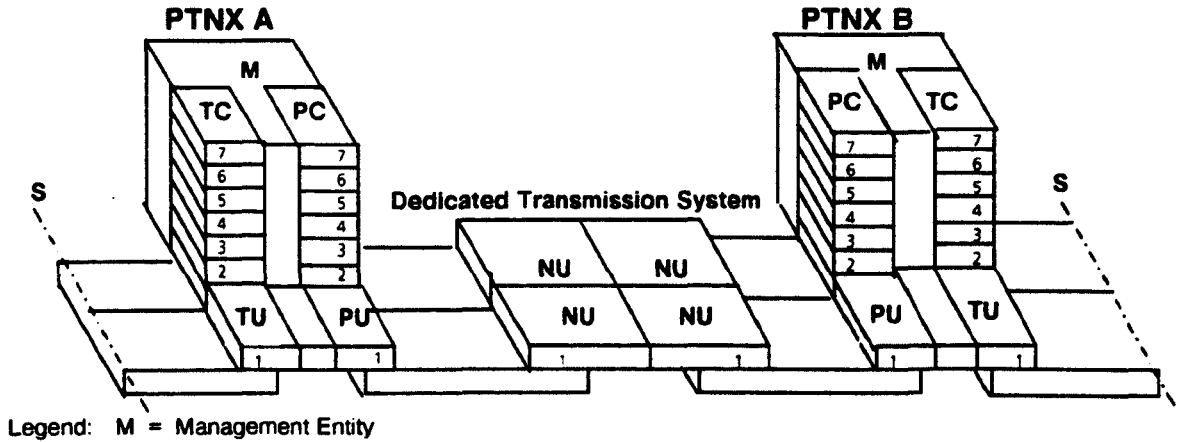 PTNX A
PTNX B
M
M
TC PC
PC TC
7 7
6 6
5 5
4 4
3 3
2 2
7 7
6 6
5 5
4 4
3 3
2 2
S
S
Dedicated Transmission System
NU NU
NU NU
TU PU
PU TU
1 1
1 1
1 1
Legend: M = Management Entity